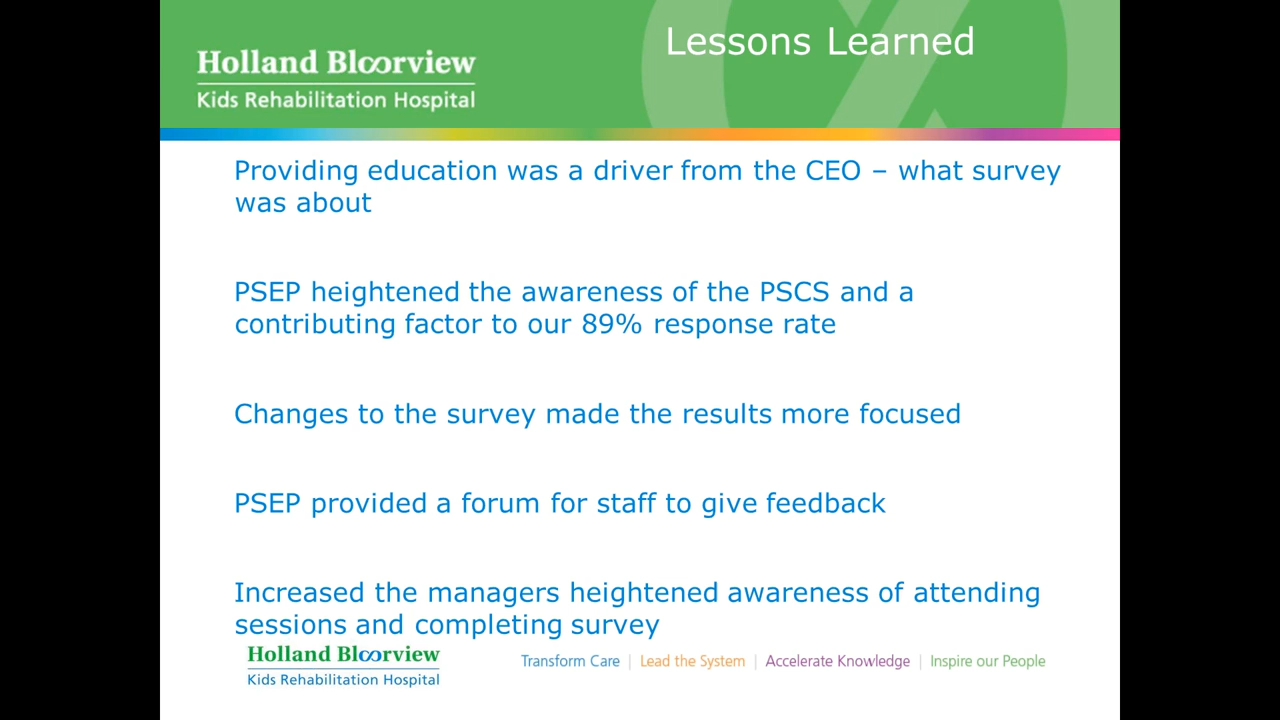 Lessons Learned
Holland Bloorview
Kids Rehabilitation Hospital
Providing education was a driver from the CEO – what survey
was about
PSEP heightened the awareness of the PSCS and a
contributing factor to our 89% response rate
Changes to the survey made the results more focused
PSEP provided a forum for staff to give feedback
Increased the managers heightened awareness of attending
sessions and completing survey
Holland Bloorview
Kids Rehabilitation Hospital
Transform Care | Lead the System | Accelerate Knowledge | Inspire our People